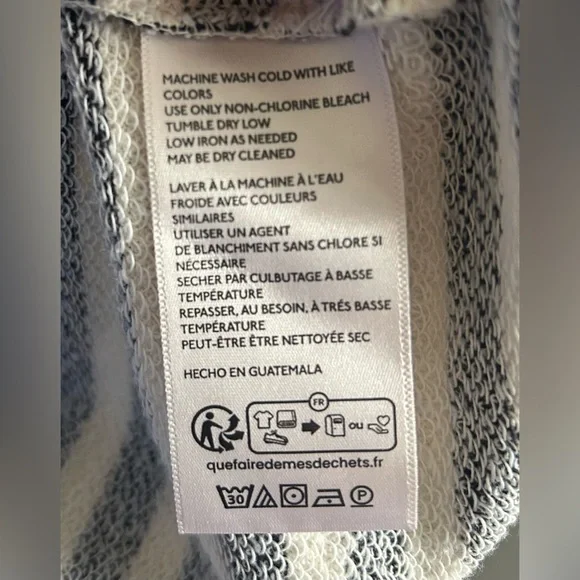 MACHINE WASH COLD WITH LIKE
COLORS
USE ONLY NON-CHLORINE BLEACH
TUMBLE DRY LOW
LOW IRON AS NEEDED
MAY BE DRY CLEANED
LAVER À LA MACHINE À L'EAU
FROIDE AVEC COULEURS
SIMILAIRES
UTILISER UN AGENT
DE BLANCHIMENT SANS CHLORE SI
NÉCESSAIRE
SECHER PAR CULBUTAGE À BASSE
TEMPÉRATURE
REPASSER, AU BESOIN, À TRÉS BASSE
TEMPÉRATURE
PEUT-ÊTRE ÊTRE NETTOYÉE SEC
HECHO EN GUATEMALA
FR
OU
quefairedemesdechets.fr
30 P